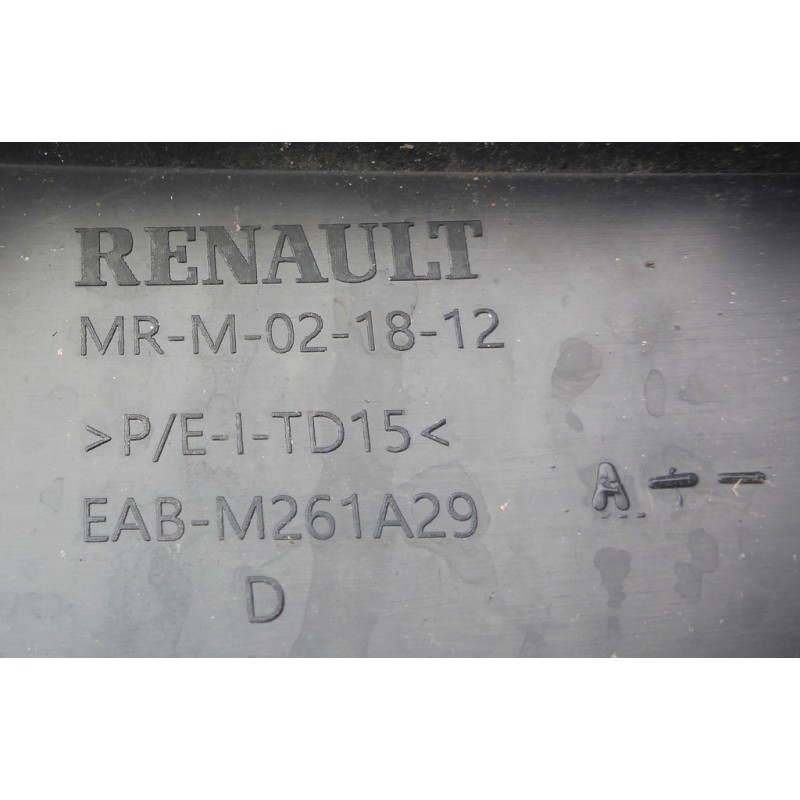 RENAULT
MR-M-02-18-12
>P/E-I-TD15<
EAB-M261A29
A - -
D